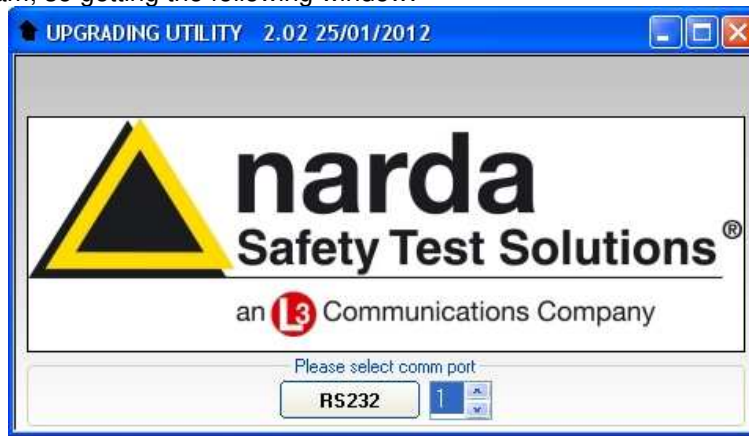 UPGRADING UTILITY 2.02 25/01/2012
narda
Safety Test Solutions®
an L3 Communications Company
Please select comm port
RS232 1